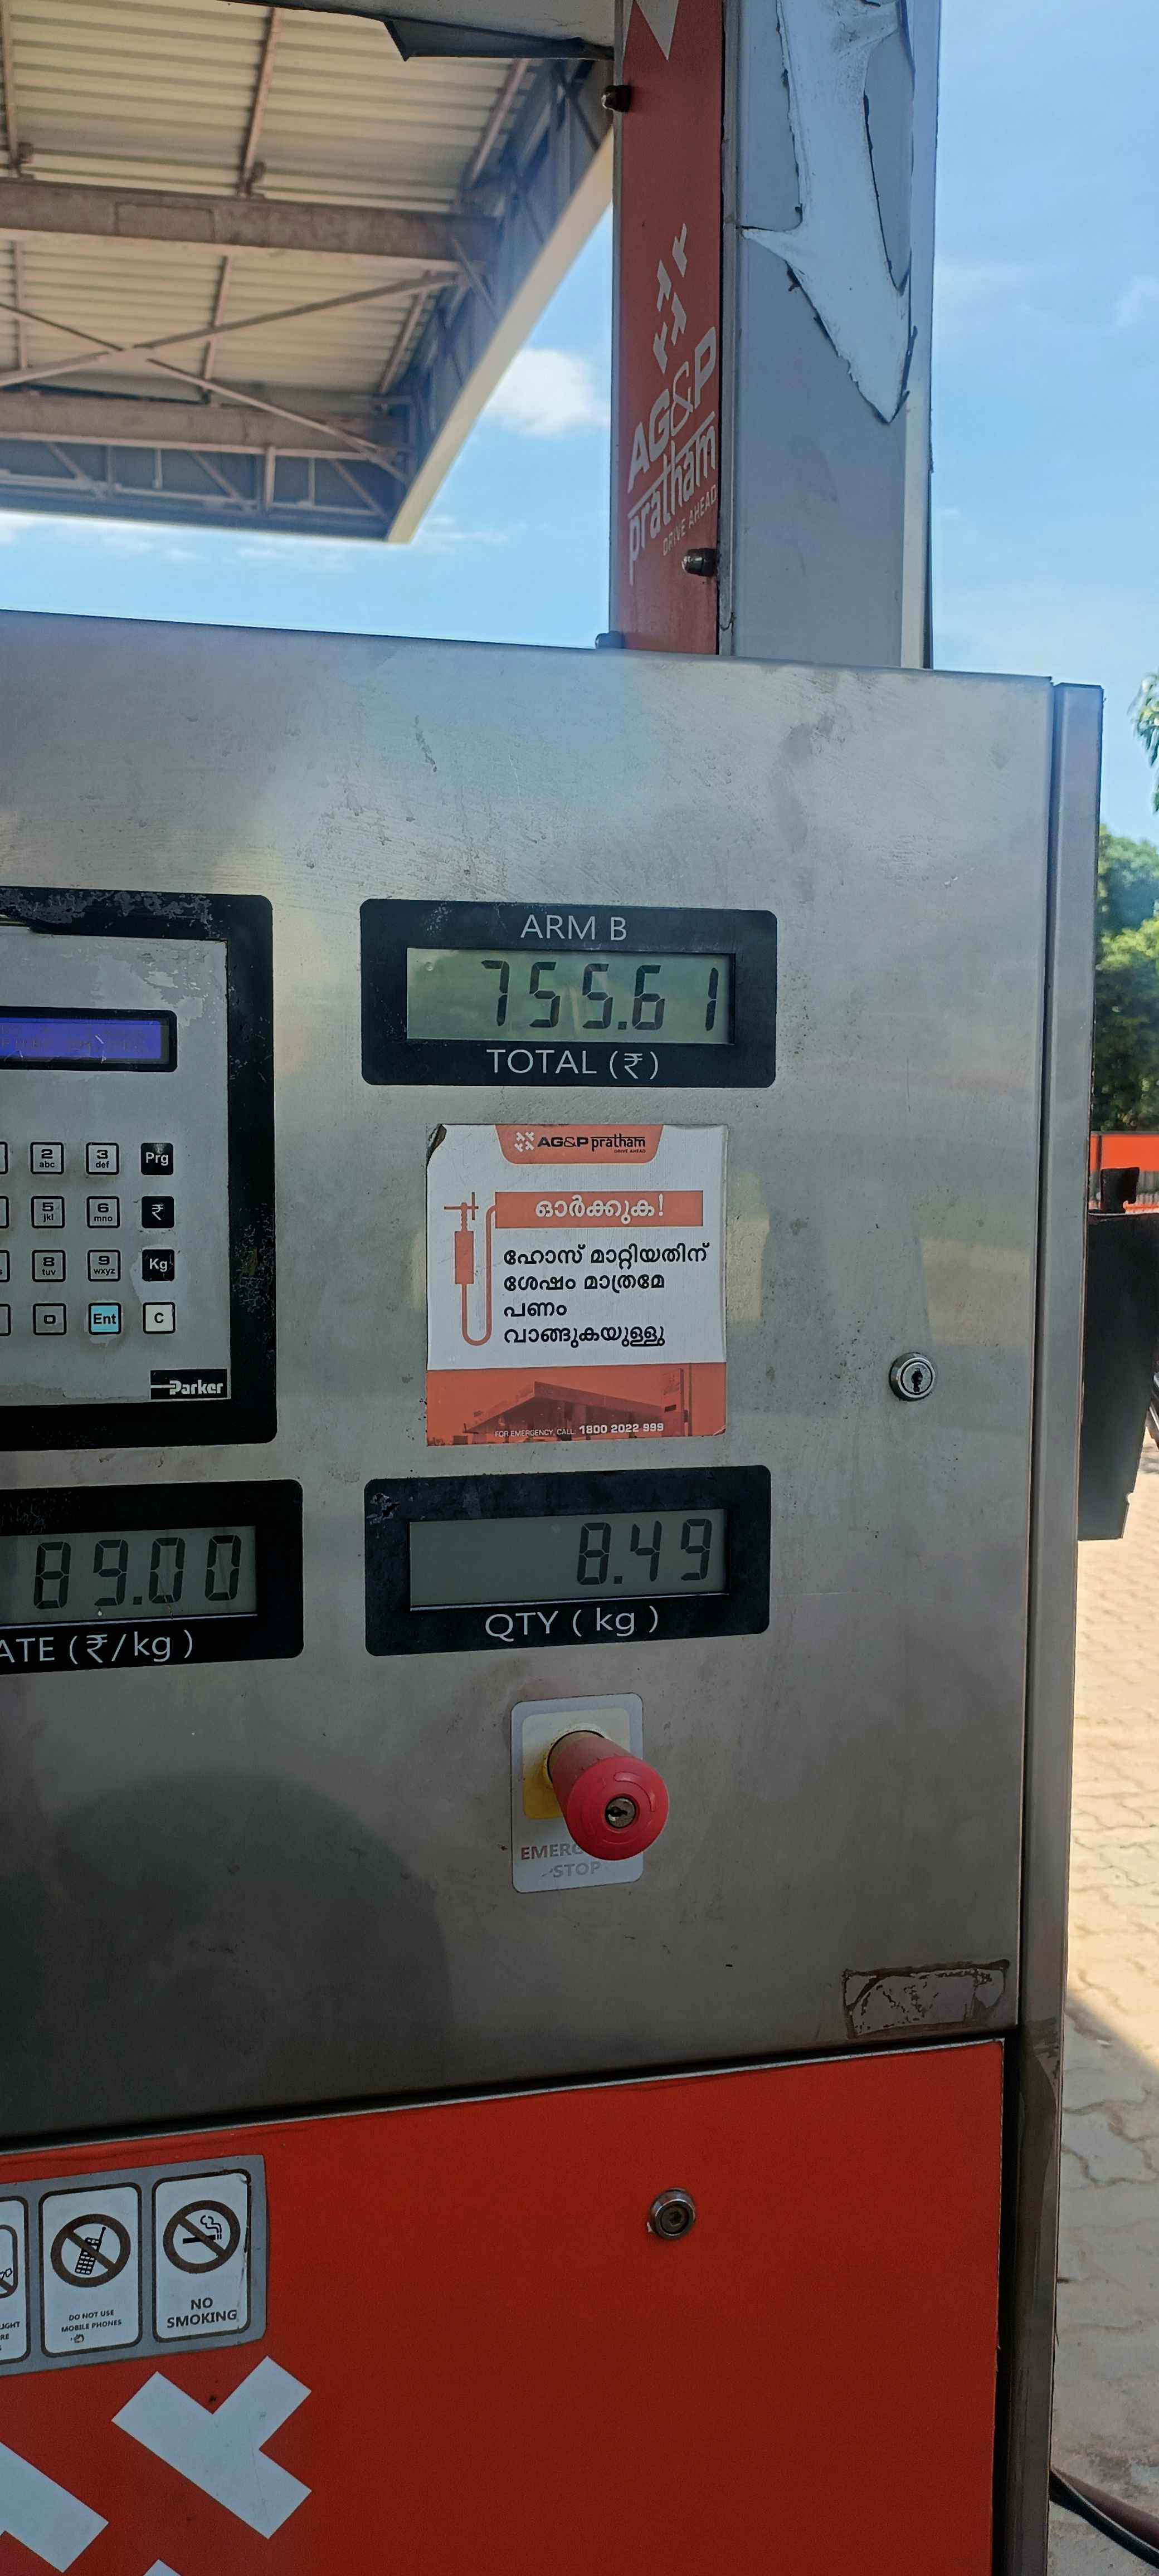 AG&P
pratham
DRIVE AHEAD
ARM B
755.61
TOTAL (₹)
2
abc
3
def
Prg
5
jkl
6
mno
₹
8
tuv
9
wxyz
Kg
0
Ent
C
Parker
AG&P pratham
DRIVE AHEAD
ഓർക്കുക!
ഹോസ് മാറ്റിയതിന്
ശേഷം മാത്രമേ
പണം
വാങ്ങുകയുള്ളു
FOR EMERGENCY, CALL 1800 2022 999
89.00
ATE (₹/kg)
8.49
QTY (kg)
STOP
DO NOT USE
MOBILE PHONES
NO
SMOKING